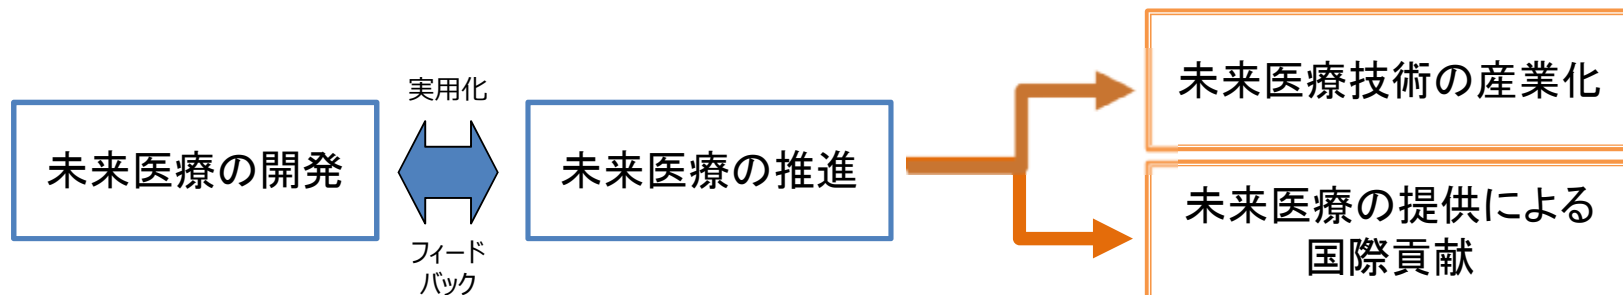 未来医療の開発
実用化
フィード
バック
未来医療の推進
未来医療技術の産業化
未来医療の提供による
国際貢献